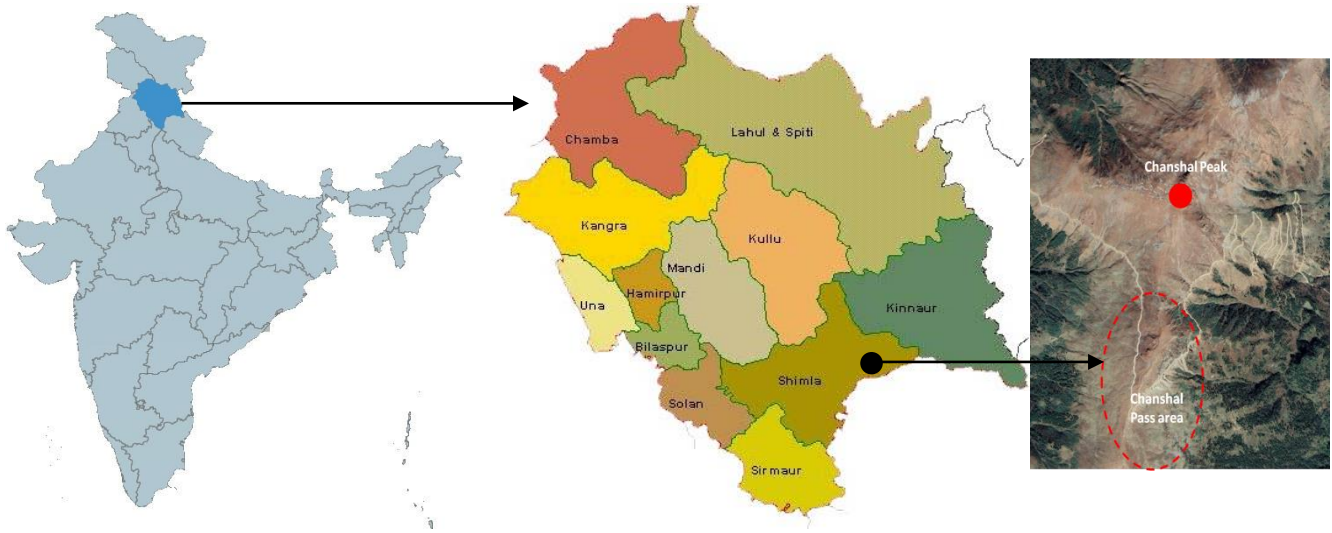 Chamba
Lahul & Spiti
Kangra
Kullu
Mandi
Una
Hamirpur
Kinnaur
Bilaspur
Shimla
Solan
Sirmaur
Chanshal Peak
Chanshal
Pass area